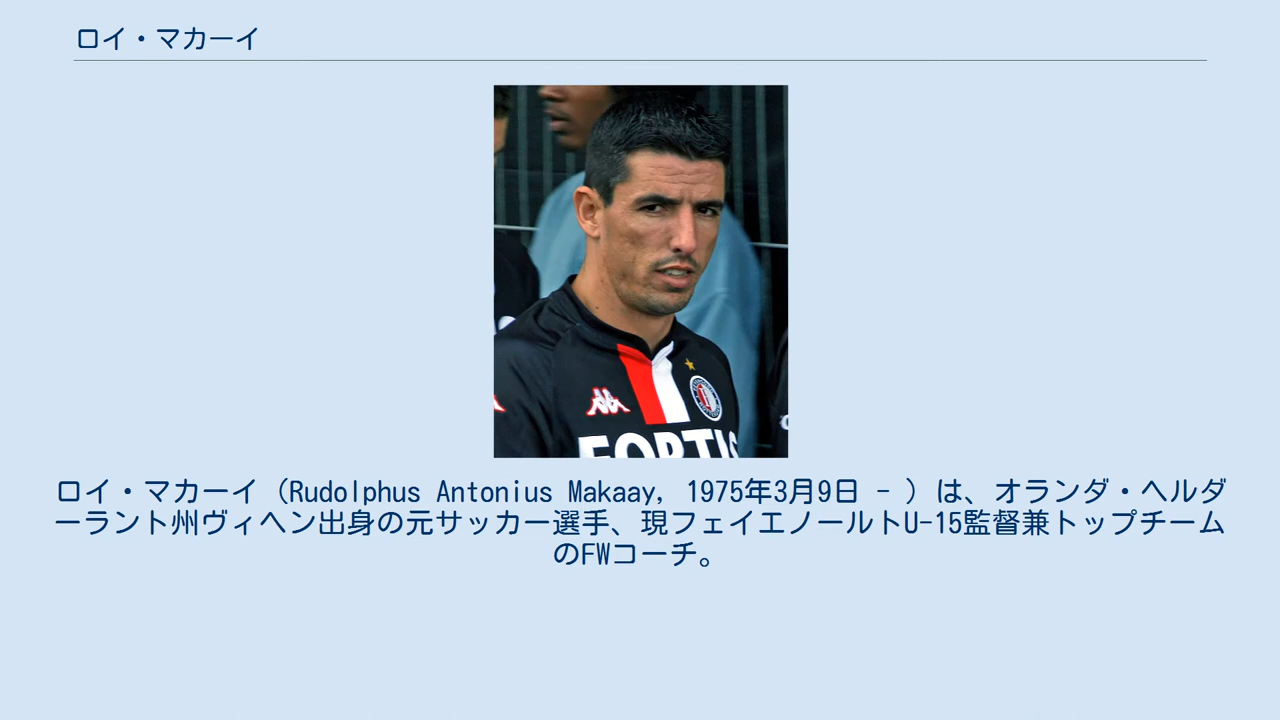 ロイ・マカーイ
FORTIS
ロイ・マカーイ（Rudolphus Antonius Makaay, 1975年3月9日 - ）は、オランダ・ヘルダ
ーラント州ヴィヘン出身の元サッカー選手、現フェイエノールトU-15監督兼トップチーム
のFWコーチ。